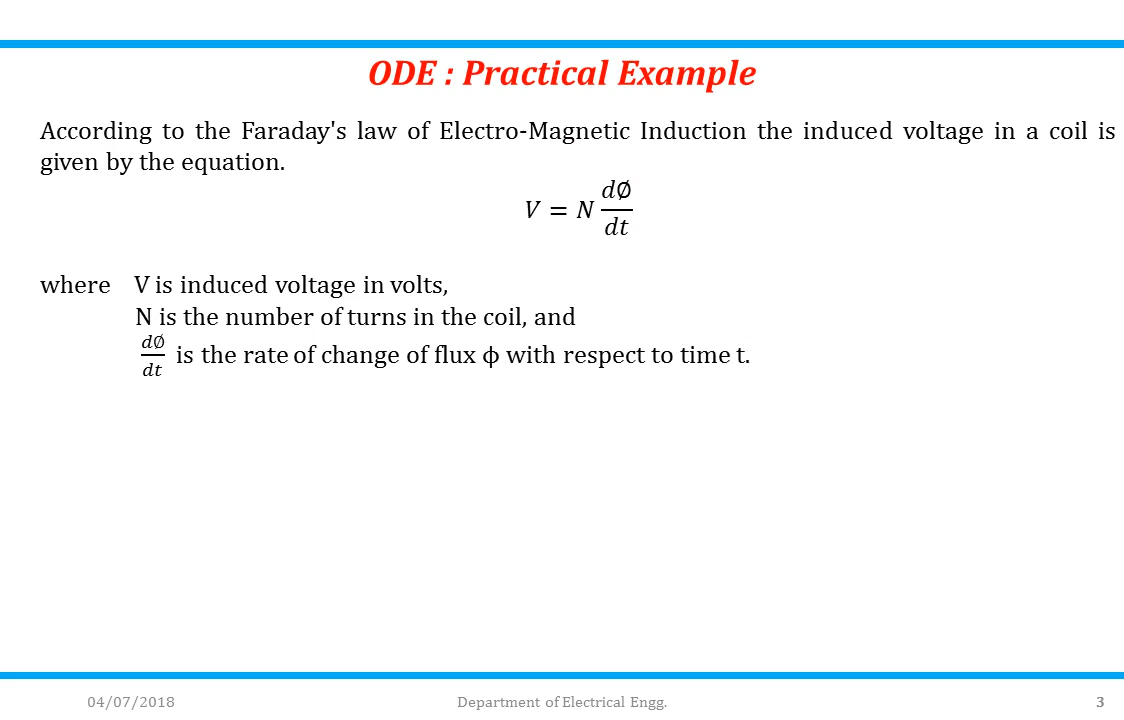 ODE : Practical Example
According to the Faraday's law of Electro-Magnetic Induction the induced voltage in a coil is
given by the equation.
V = N d∅/dt
where V is induced voltage in volts,
N is the number of turns in the coil, and
d∅/dt is the rate of change of flux ϕ with respect to time t.
04/07/2018 Department of Electrical Engg. 3